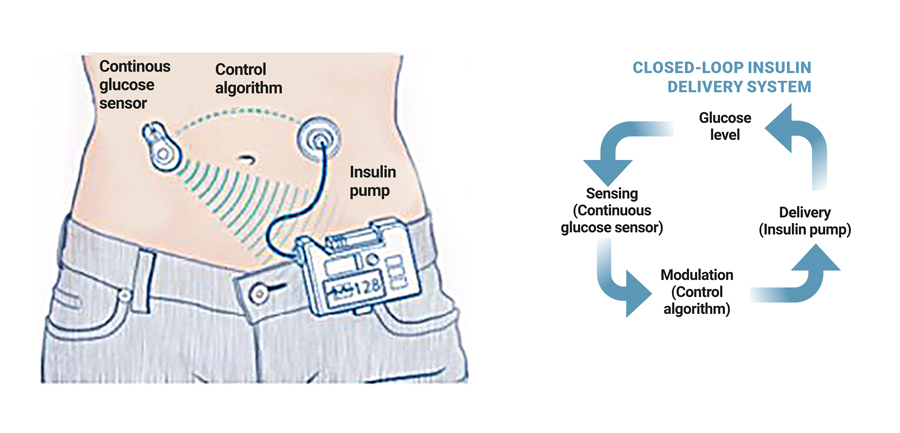 Continous
glucose
sensor
Control
algorithm
Insulin
pump
128
CLOSED-LOOP INSULIN
DELIVERY SYSTEM
Glucose
level
Sensing
(Continuous
glucose sensor)
Modulation
(Control
algorithm)
Delivery
(Insulin pump)